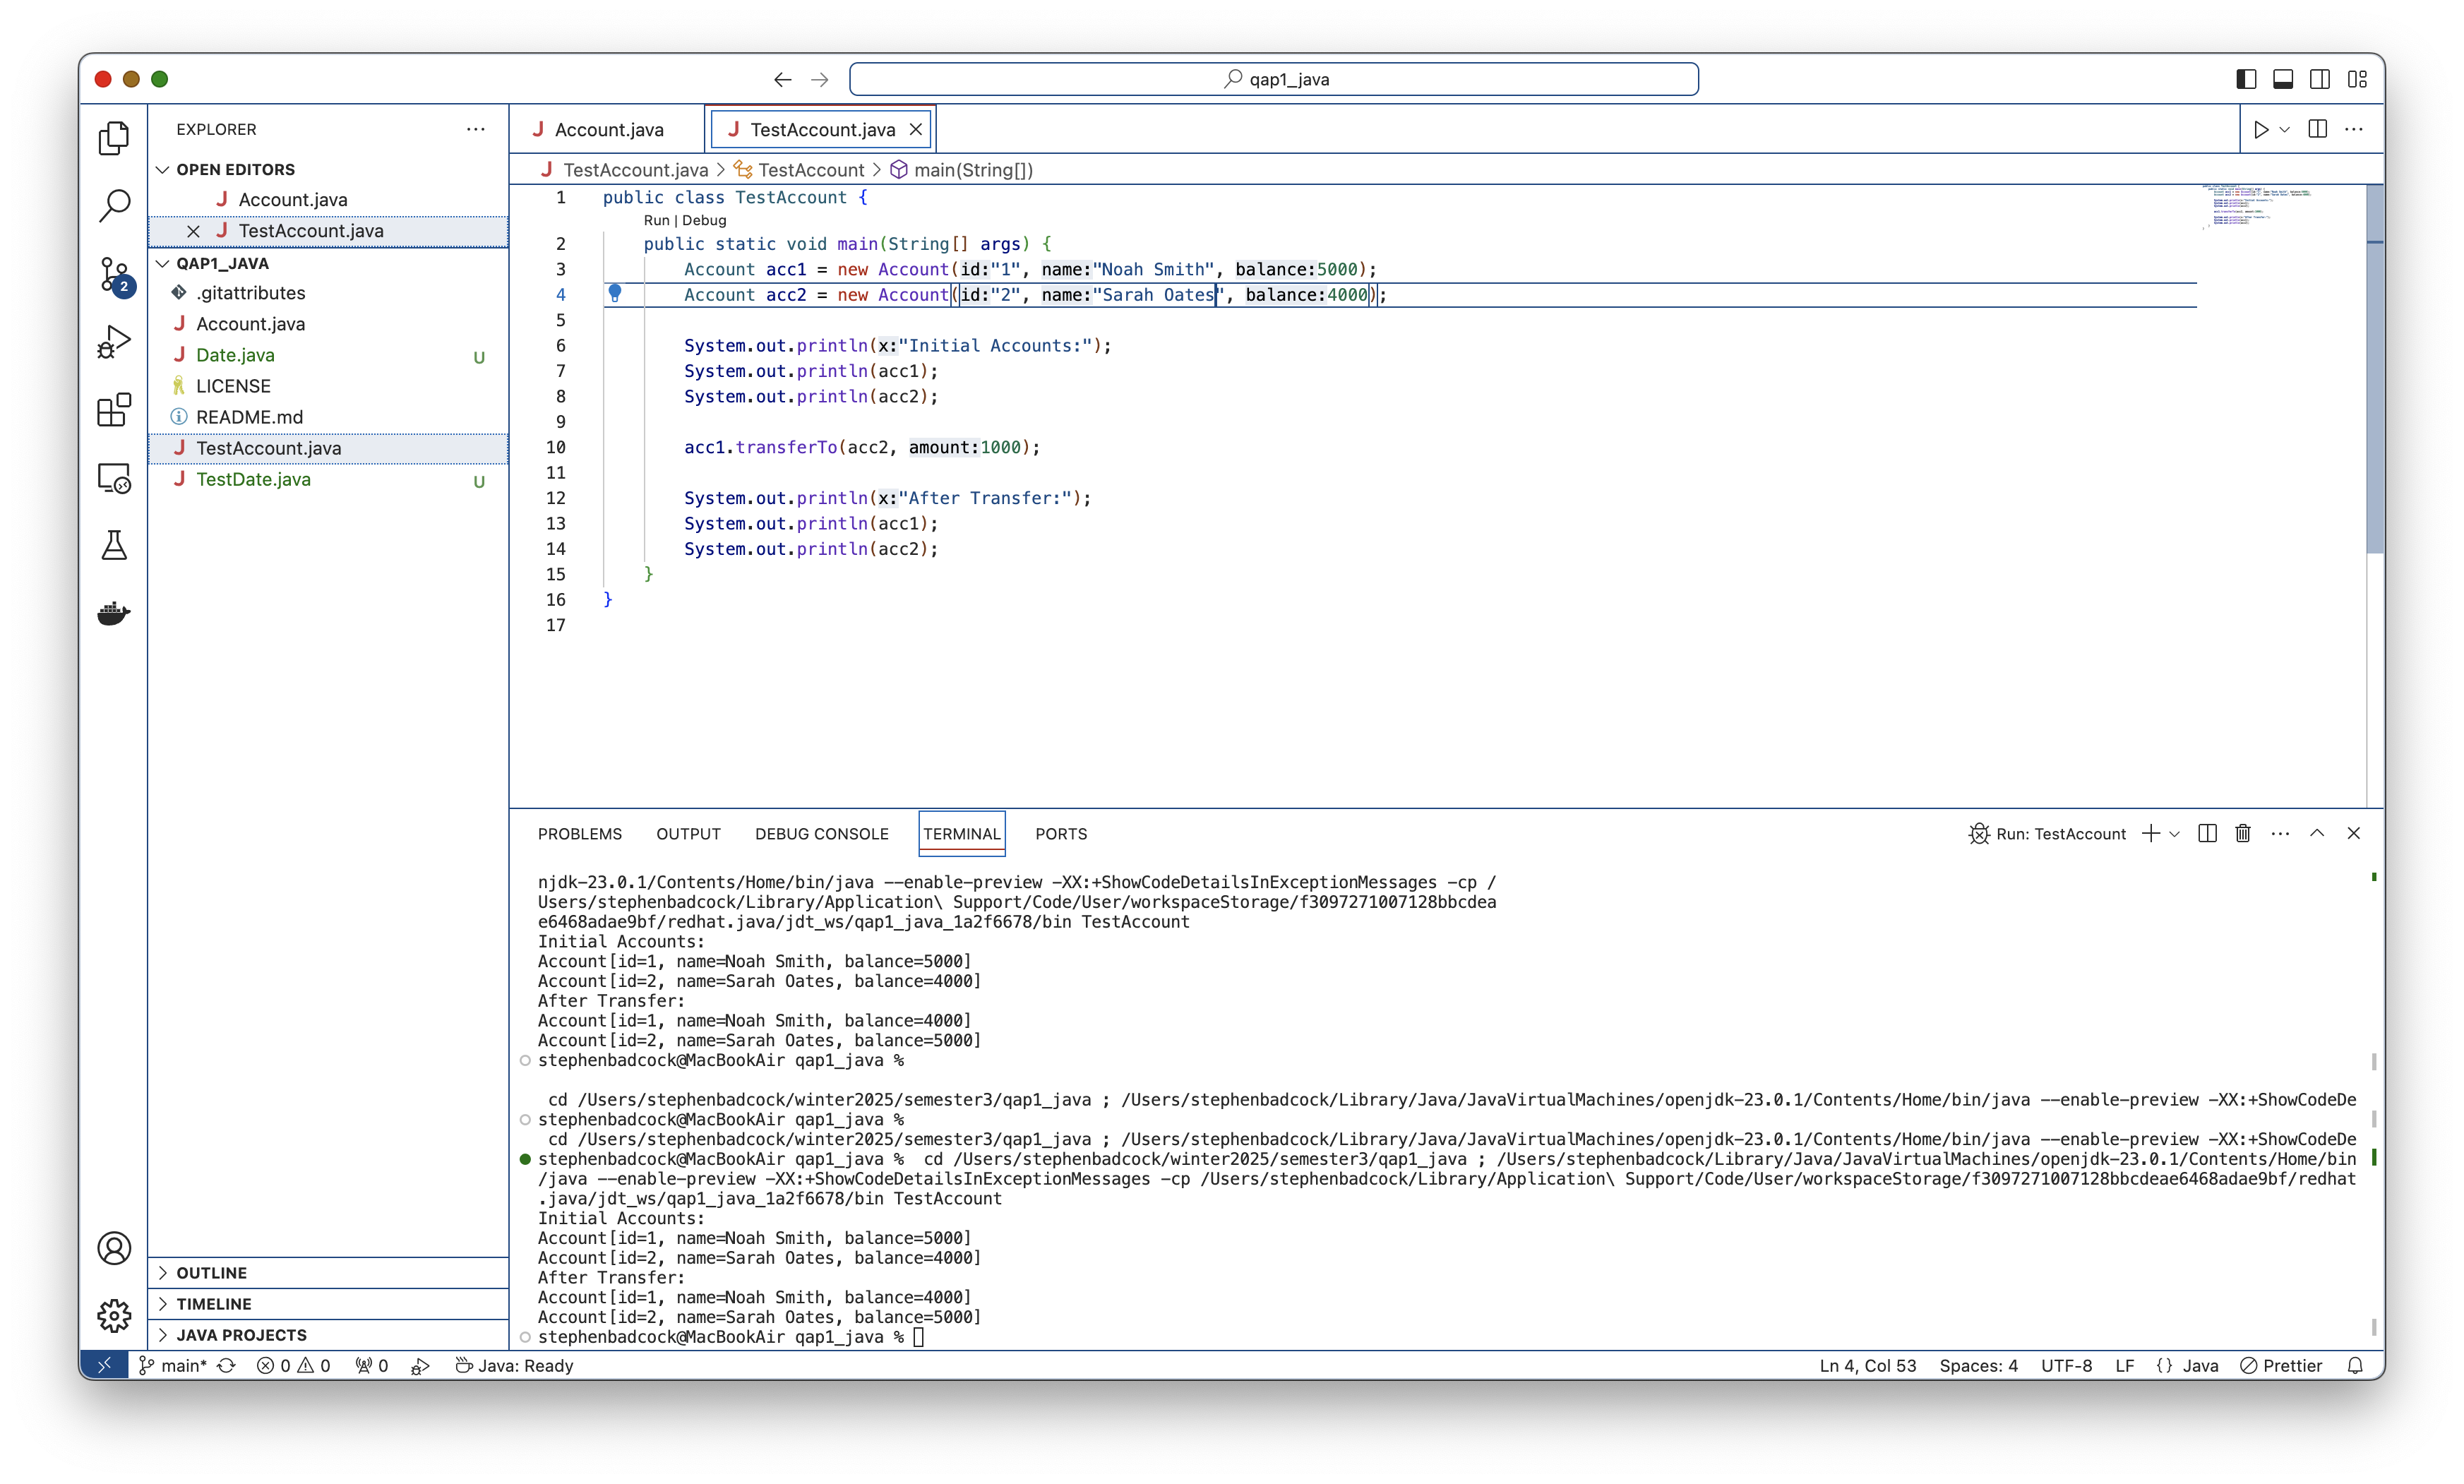 qap1_java
EXPLORER
OPEN EDITORS
Account.java
TestAccount.java
QAP1_JAVA
.gitattributes
Account.java
Date.java U
LICENSE
README.md
TestAccount.java
TestDate.java U
2
OUTLINE
TIMELINE
JAVA PROJECTS
Account.java TestAccount.java
TestAccount.java > TestAccount > main(String[])
1 public class TestAccount {
Run | Debug
2 public static void main(String[] args) {
3 Account acc1 = new Account(id:"1", name:"Noah Smith", balance:5000);
4 Account acc2 = new Account(id:"2", name:"Sarah Oates", balance:4000);
5
6 System.out.println(x:"Initial Accounts:");
7 System.out.println(acc1);
8 System.out.println(acc2);
9
10 acc1.transferTo(acc2, amount:1000);
11
12 System.out.println(x:"After Transfer:");
13 System.out.println(acc1);
14 System.out.println(acc2);
15 }
16 }
17
PROBLEMS OUTPUT DEBUG CONSOLE TERMINAL PORTS Run: TestAccount
njdk-23.0.1/Contents/Home/bin/java --enable-preview -XX:+ShowCodeDetailsInExceptionMessages -cp /
Users/stephenbadcock/Library/Application\ Support/Code/User/workspaceStorage/f3097271007128bbcdea
e6468adae9bf/redhat.java/jdt_ws/qap1_java_1a2f6678/bin TestAccount
Initial Accounts:
Account[id=1, name=Noah Smith, balance=5000]
Account[id=2, name=Sarah Oates, balance=4000]
After Transfer:
Account[id=1, name=Noah Smith, balance=4000]
Account[id=2, name=Sarah Oates, balance=5000]
stephenbadcock@MacBookAir qap1_java %
cd /Users/stephenbadcock/winter2025/semester3/qap1_java ; /Users/stephenbadcock/Library/Java/JavaVirtualMachines/openjdk-23.0.1/Contents/Home/bin/java --enable-preview -XX:+ShowCodeDe
stephenbadcock@MacBookAir qap1_java %
cd /Users/stephenbadcock/winter2025/semester3/qap1_java ; /Users/stephenbadcock/Library/Java/JavaVirtualMachines/openjdk-23.0.1/Contents/Home/bin/java --enable-preview -XX:+ShowCodeDe
stephenbadcock@MacBookAir qap1_java % cd /Users/stephenbadcock/winter2025/semester3/qap1_java ; /Users/stephenbadcock/Library/Java/JavaVirtualMachines/openjdk-23.0.1/Contents/Home/bin
/java --enable-preview -XX:+ShowCodeDetailsInExceptionMessages -cp /Users/stephenbadcock/Library/Application\ Support/Code/User/workspaceStorage/f3097271007128bbcdeae6468adae9bf/redhat
.java/jdt_ws/qap1_java_1a2f6678/bin TestAccount
Initial Accounts:
Account[id=1, name=Noah Smith, balance=5000]
Account[id=2, name=Sarah Oates, balance=4000]
After Transfer:
Account[id=1, name=Noah Smith, balance=4000]
Account[id=2, name=Sarah Oates, balance=5000]
stephenbadcock@MacBookAir qap1_java %
main* 0 0 0 Java: Ready Ln 4, Col 53 Spaces: 4 UTF-8 LF {} Java Prettier